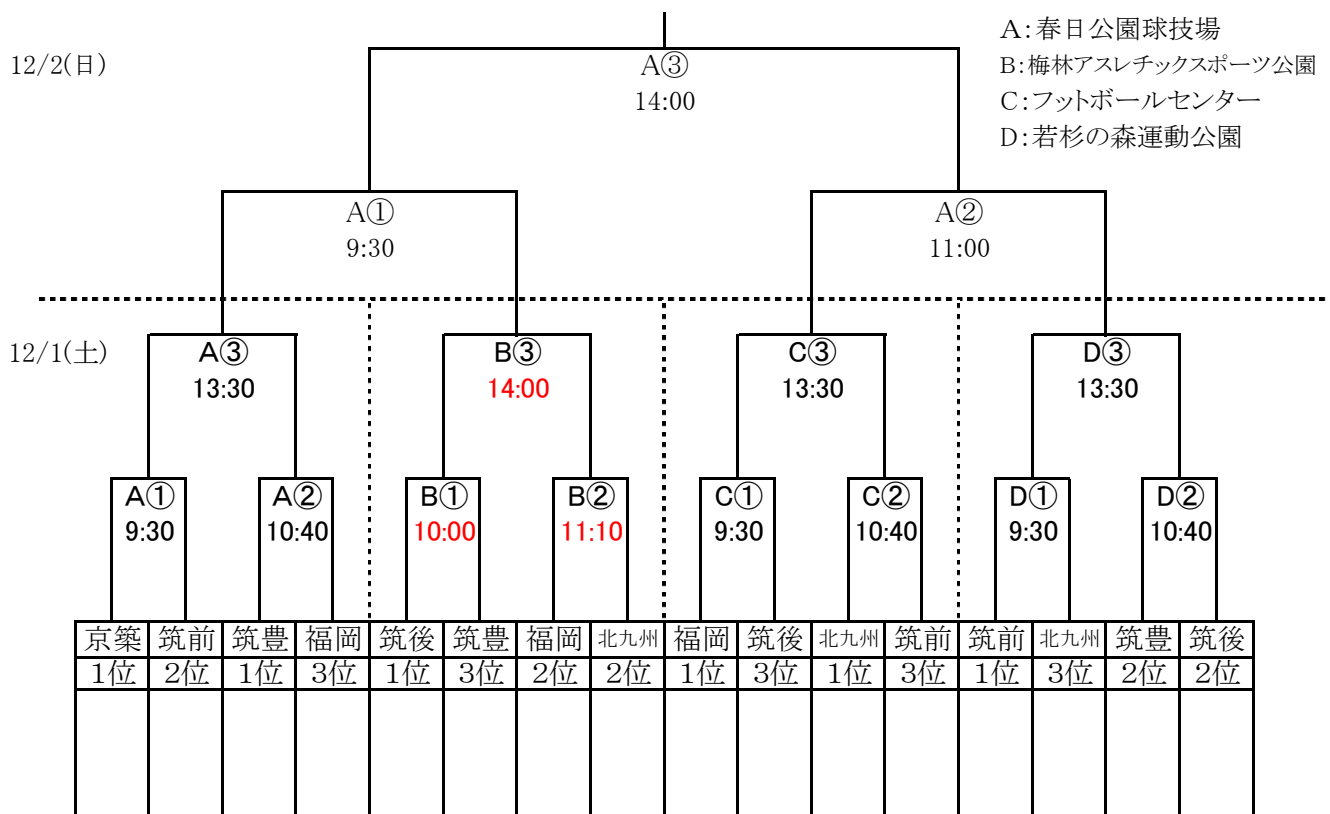 A:春日公園球技場
12/2(日)
A③
B:梅林アスレチックスポーツ公園
14:00
C:フットボールセンター
D:若杉の森運動公園
A① A②
9:30 11:00
12/1(土)
A③ B③ C③ D③
13:30 14:00 13:30 13:30
A① A② B① B② C① C② D① D②
9:30 10:40 10:00 11:10 9:30 10:40 9:30 10:40
京築 筑前 筑豊 福岡 筑後 筑豊 福岡 北九州 福岡 筑後 北九州 筑前 筑前 北九州 筑豊 筑後
1位 2位 1位 3位 1位 3位 2位 2位 1位 3位 1位 3位 1位 3位 2位 2位